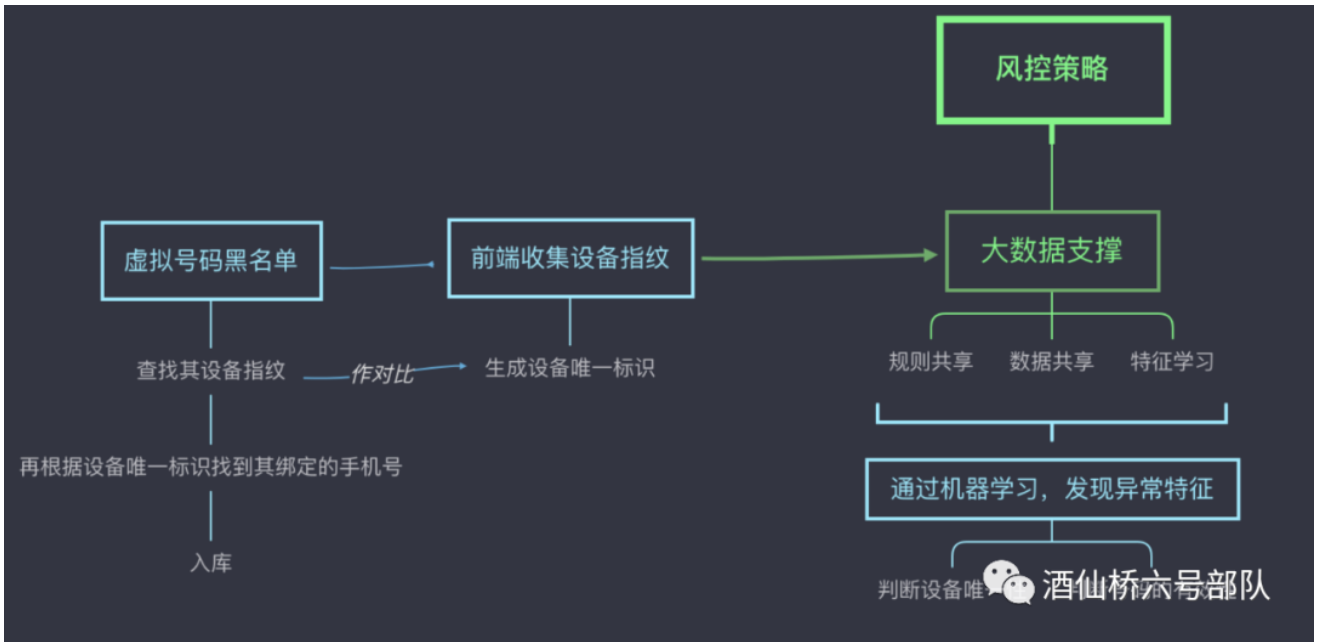 风控策略
虚拟号码黑名单
前端收集设备指纹
大数据支撑
查找其设备指纹
作对比
生成设备唯一标识
规则共享
数据共享
特征学习
再根据设备唯一标识找到其绑定的手机号
通过机器学习，发现异常特征
入库
判断设备唯
酒仙桥六号部队